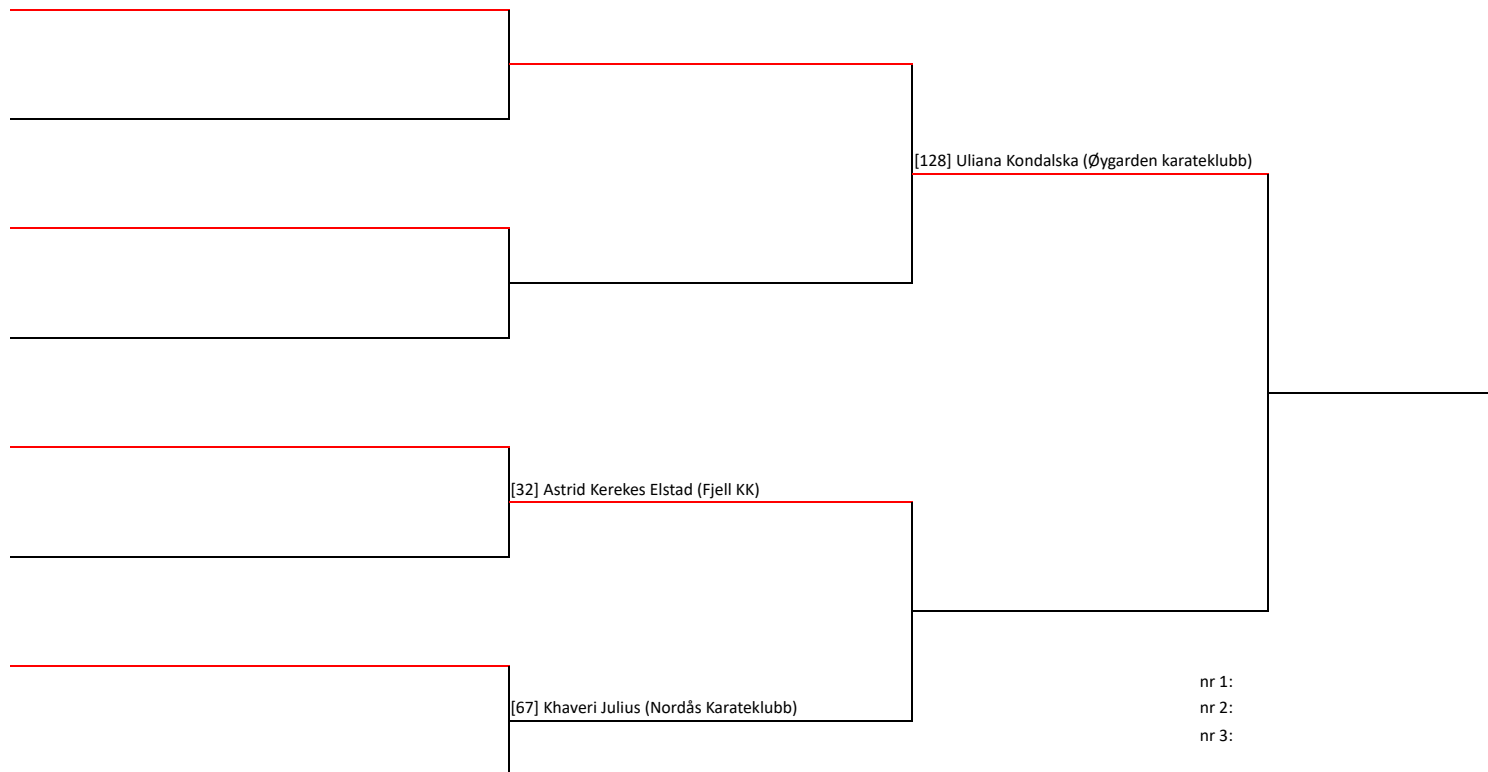 [128] Uliana Kondalska (Øygarden karateklubb)
[32] Astrid Kerekes Elstad (Fjell KK)
[67] Khaveri Julius (Nordås Karateklubb)
nr 1:
nr 2:
nr 3: